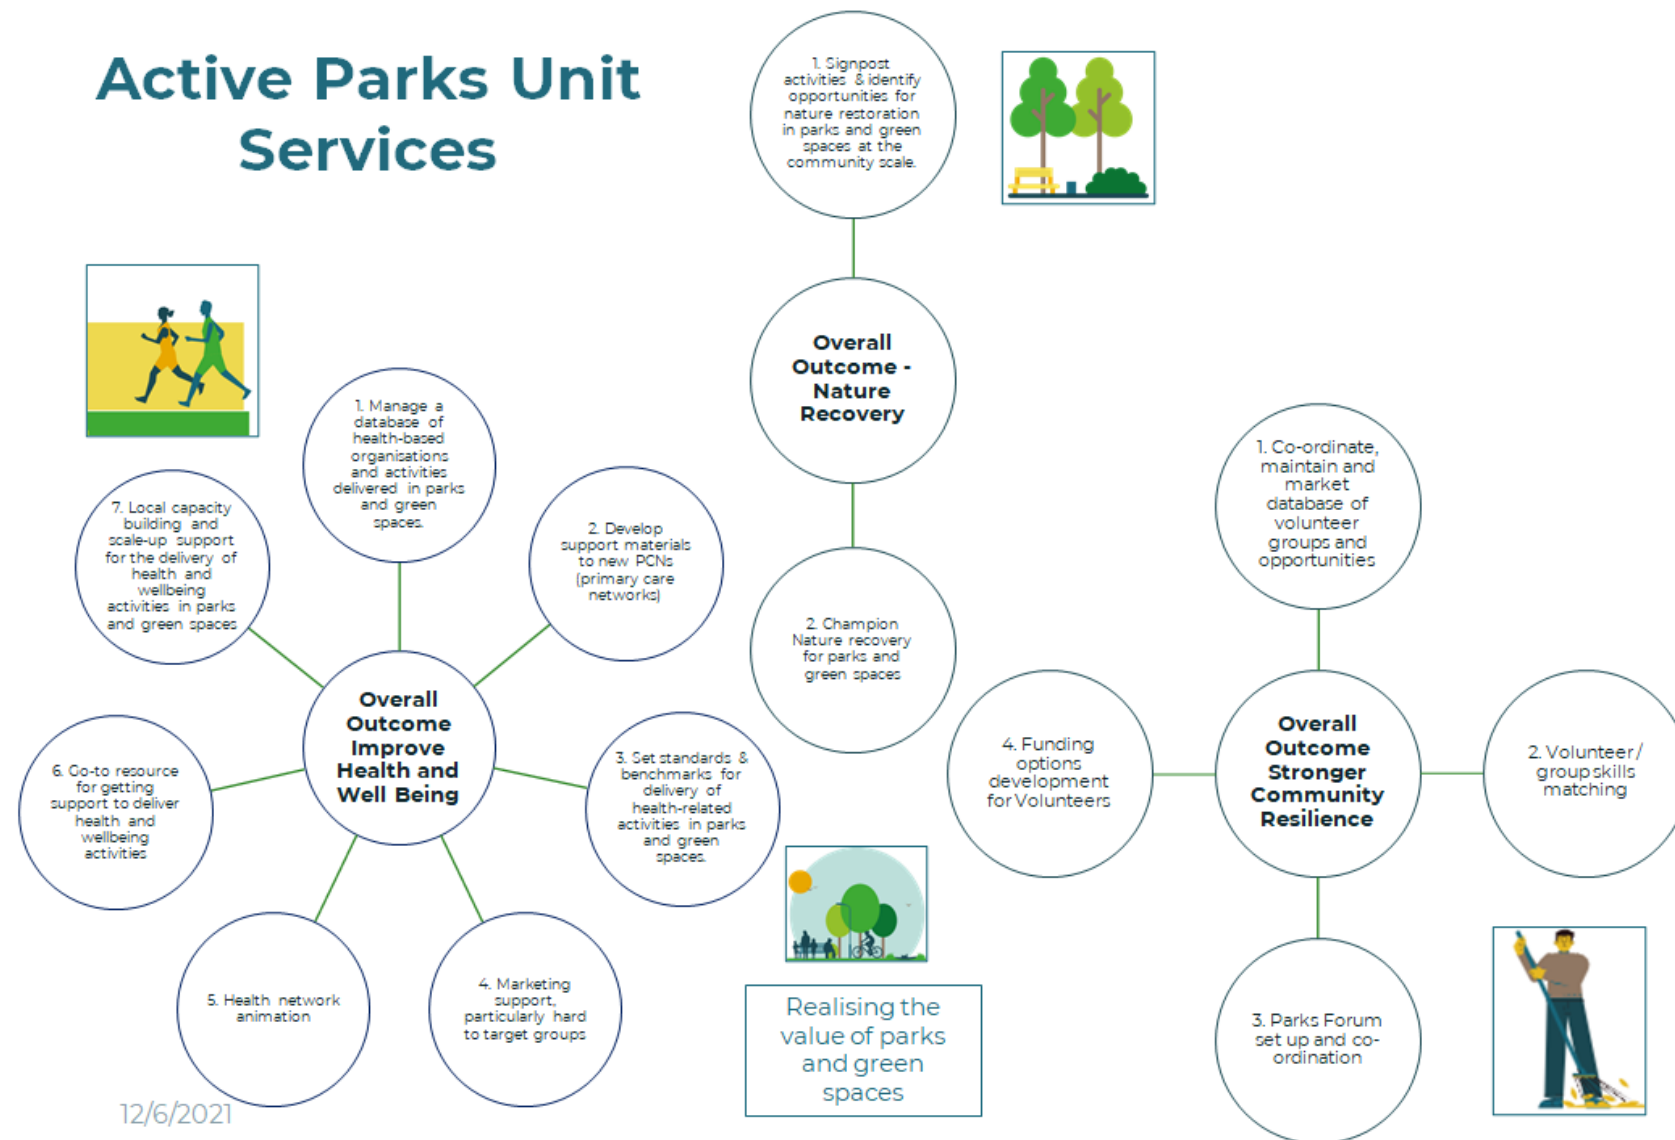 Active Parks Unit
Services
1. Signpost
activities & identify
opportunities for
nature restoration
in parks and green
spaces at the
community scale.
Overall
Outcome -
Nature
Recovery
2. Champion
Nature recovery
for parks and
green spaces
1. Manage a
database of
health-based
organisations
and activities
delivered in parks
and green
spaces.
2. Develop
support materials
to new PCNs
(primary care
networks)
3. Set standards &
benchmarks for
delivery of
health-related
activities in parks
and green
spaces.
4. Marketing
support,
particularly hard
to target groups
5. Health network
animation
6. Go-to resource
for getting
support to deliver
health and
wellbeing
activities
7. Local capacity
building and
scale-up support
for the delivery of
health and
wellbeing
activities in parks
and green spaces
Overall
Outcome
Improve
Health and
Well Being
1. Co-ordinate,
maintain and
market
database of
volunteer
groups and
opportunities
2. Volunteer /
group skills
matching
3. Parks Forum
set up and co-
ordination
4. Funding
options
development
for Volunteers
Overall
Outcome
Stronger
Community
Resilience
Realising the
value of parks
and green
spaces
12/6/2021